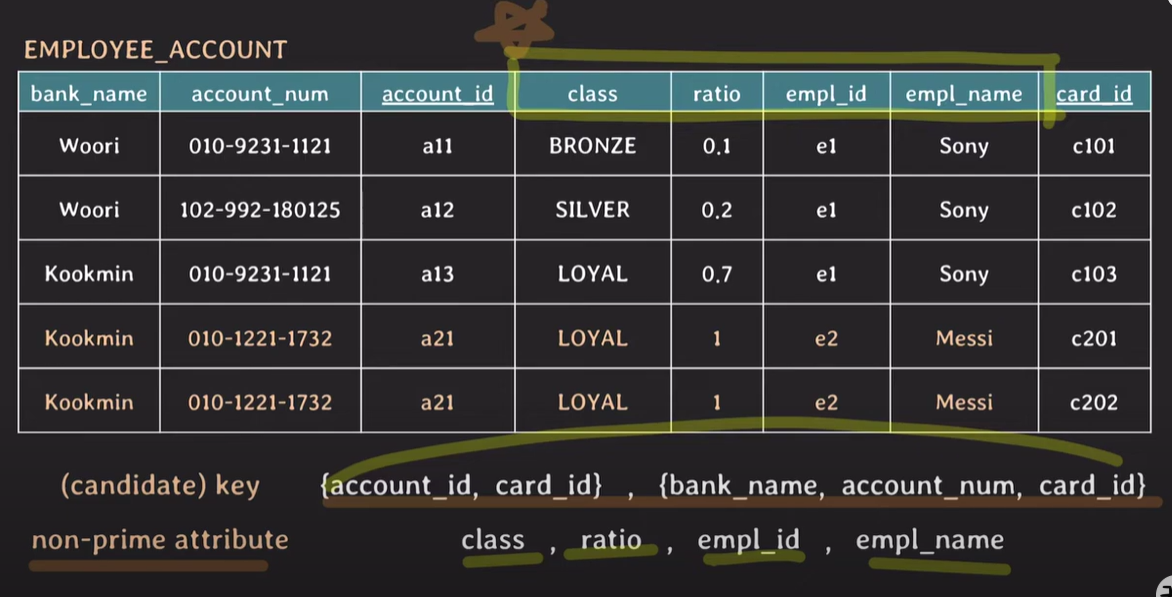 EMPLOYEE_ACCOUNT
bank_name account_num account_id class ratio empl_id empl_name card_id
Woori 010-9231-1121 a11 BRONZE 0.1 e1 Sony c101
Woori 102-992-180125 a12 SILVER 0.2 e1 Sony c102
Kookmin 010-9231-1121 a13 LOYAL 0.7 e1 Sony c103
Kookmin 010-1221-1732 a21 LOYAL 1 e2 Messi c201
Kookmin 010-1221-1732 a21 LOYAL 1 e2 Messi c202
(candidate) key {account_id, card_id} , {bank_name, account_num, card_id}
non-prime attribute class , ratio , empl_id , empl_name